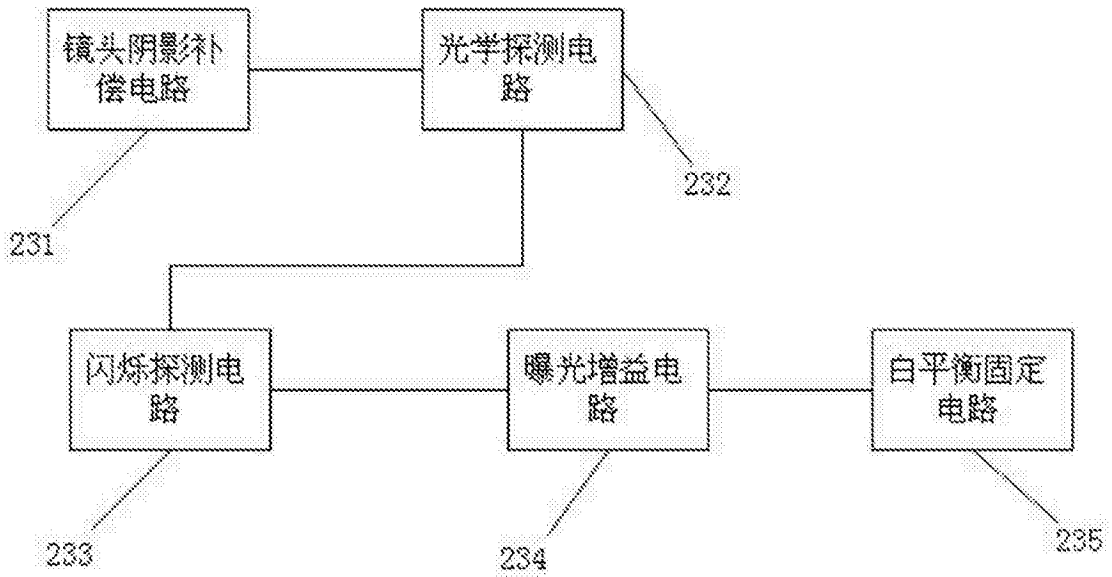 镜头阴影补
偿电路
光学探测电
路
232
231
闪烁探测电
路
曝光增益电
路
白平衡固定
电路
233
234
235